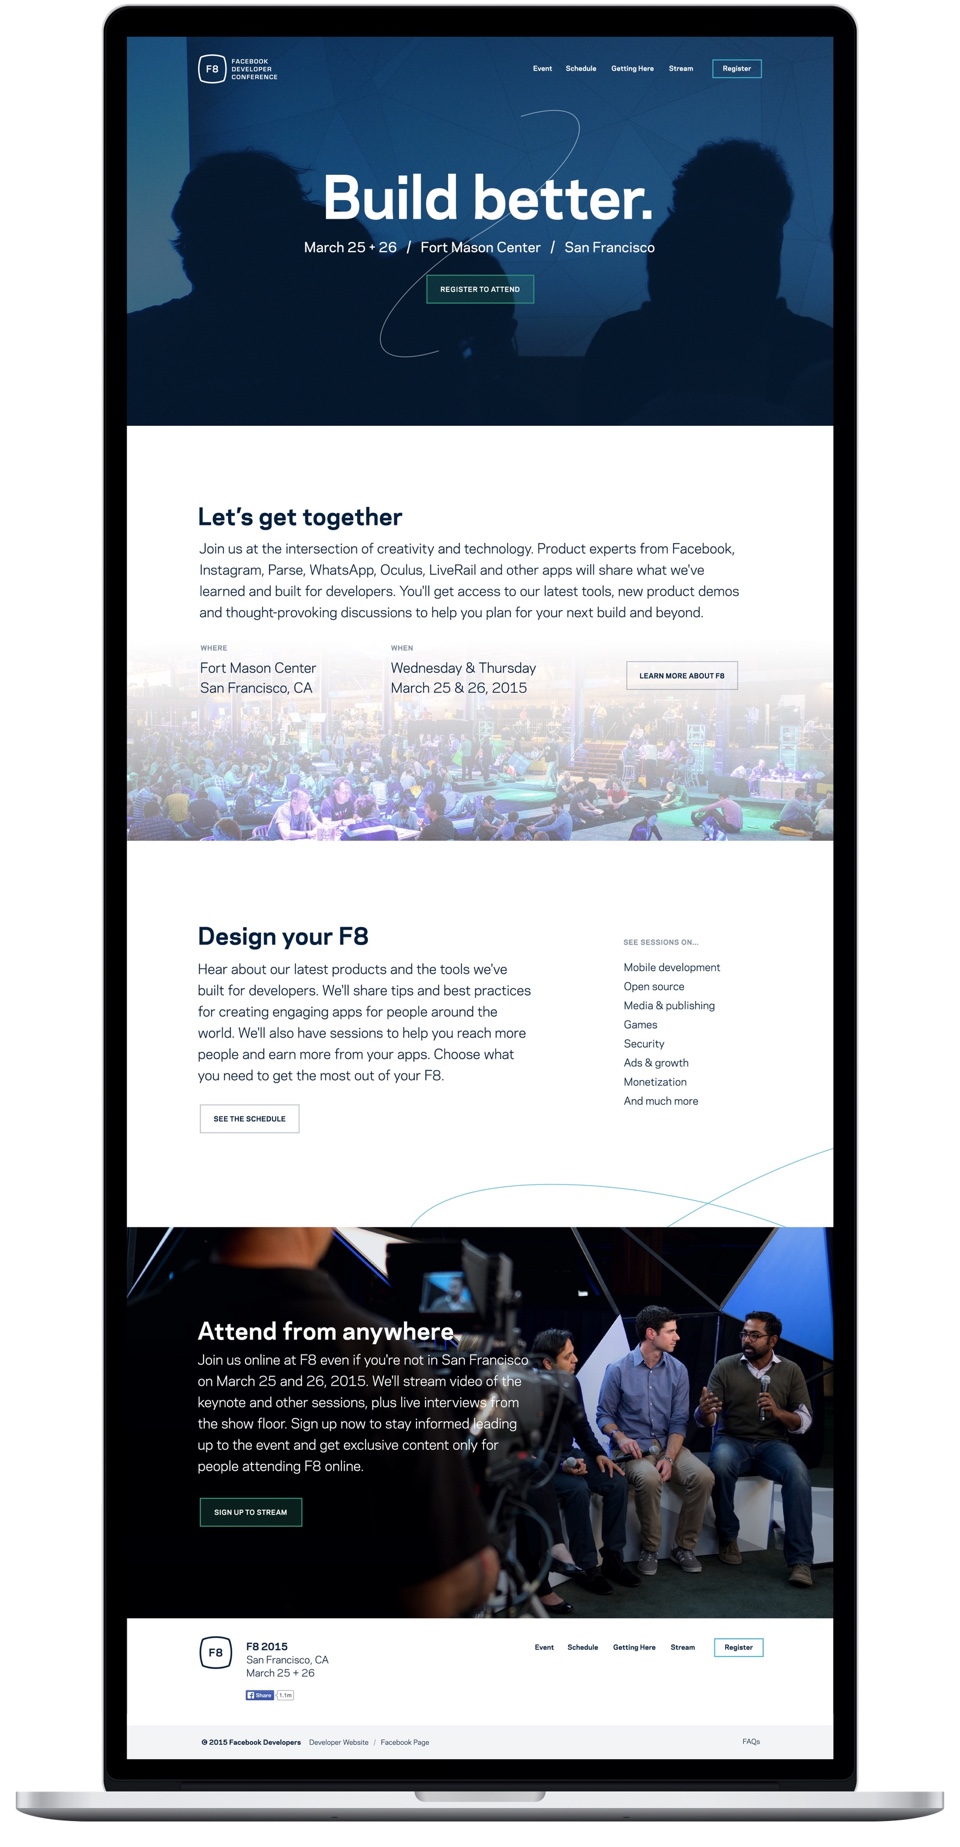 F8
FACEBOOK
DEVELOPER
CONFERENCE
Event Schedule Getting Here Stream Register
Build better.
March 25 + 26 / Fort Mason Center / San Francisco
REGISTER TO ATTEND
Let's get together
Join us at the intersection of creativity and technology. Product experts from Facebook,
Instagram, Parse, WhatsApp, Oculus, LiveRail and other apps will share what we've
learned and built for developers. You'll get access to our latest tools, new product demos
and thought-provoking discussions to help you plan for your next build and beyond.
WHERE
Fort Mason Center
San Francisco, CA
WHEN
Wednesday & Thursday
March 25 & 26, 2015
LEARN MORE ABOUT F8
Design your F8
Hear about our latest products and the tools we've
built for developers. We'll share tips and best practices
for creating engaging apps for people around the
world. We'll also have sessions to help you reach more
people and earn more from your apps. Choose what
you need to get the most out of your F8.
SEE THE SCHEDULE
SEE SESSIONS ON...
Mobile development
Open source
Media & publishing
Games
Security
Ads & growth
Monetization
And much more
Attend from anywhere
Join us online at F8 even if you're not in San Francisco
on March 25 and 26, 2015. We'll stream video of the
keynote and other sessions, plus live interviews from
the show floor. Sign up now to stay informed leading
up to the event and get exclusive content only for
people attending F8 online.
SIGN UP TO STREAM
F8
F8 2015
San Francisco, CA
March 25 + 26
Share 1.1m
Event Schedule Getting Here Stream Register
© 2015 Facebook Developers Developer Website / Facebook Page
FAQs